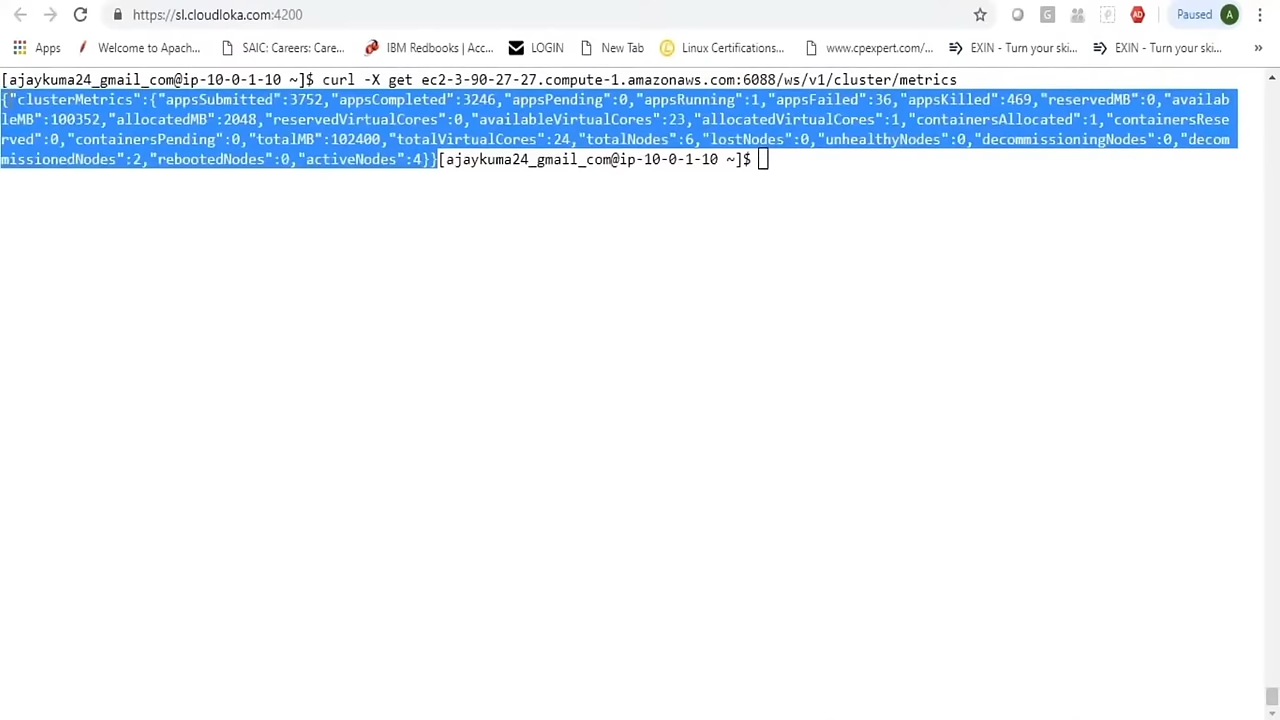 https://sl.cloudloka.com:4200
Paused A
Apps Welcome to Apach... SAIC: Careers: Care... IBM Redbooks | Acc... LOGIN New Tab Linux Certifications... www.cpexpert.com/... EXIN - Turn your ski... EXIN - Turn your ski... »
[ajaykuma24_gmail_com@ip-10-0-1-10 ~]$ curl -X get ec2-3-90-27-27.compute-1.amazonaws.com:6088/ws/v1/cluster/metrics
{"clusterMetrics":{"appsSubmitted":3752,"appsCompleted":3246,"appsPending":0,"appsRunning":1,"appsFailed":36,"appsKilled":469,"reservedMB":0,"availab
leMB":100352,"allocatedMB":2048,"reservedVirtualCores":0,"availableVirtualCores":23,"allocatedVirtualCores":1,"containersAllocated":1,"containersRese
rved":0,"containersPending":0,"totalMB":102400,"totalVirtualCores":24,"totalNodes":6,"lostNodes":0,"unhealthyNodes":0,"decommissioningNodes":0,"decom
missionedNodes":2,"rebootedNodes":0,"activeNodes":4}}[ajaykuma24_gmail_com@ip-10-0-1-10 ~]$